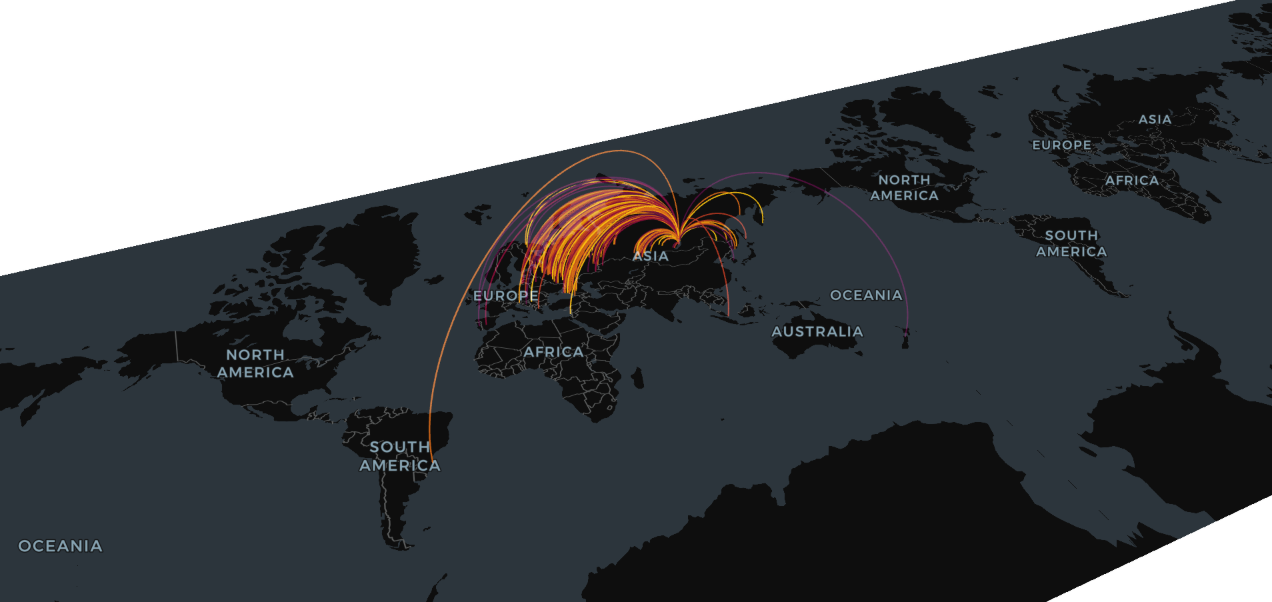 ASIA
EUROPE
AFRICA
NORTH
AMERICA
SOUTH
AMERICA
ASIA
EUROPE
OCEANIA
AUSTRALIA
AFRICA
NORTH
AMERICA
SOUTH
AMERICA
OCEANIA